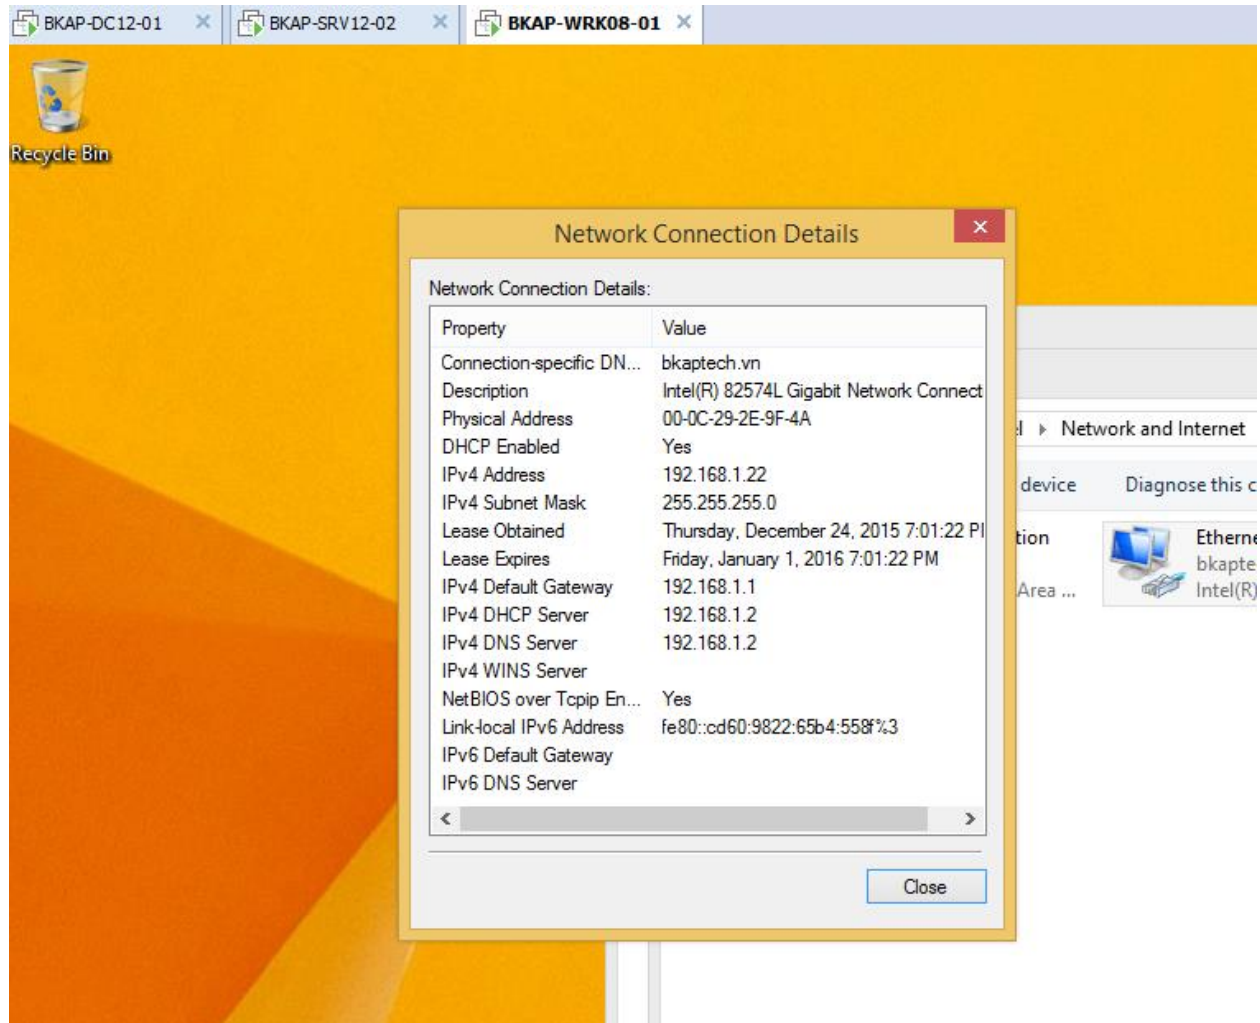 BKAP-DC12-01 BKAP-SRV12-02 BKAP-WRK08-01
Recycle Bin
Network Connection Details
Network Connection Details:
Property Value
Connection-specific DN... bkaptech.vn
Description Intel(R) 82574L Gigabit Network Connect
Physical Address 00-0C-29-2E-9F-4A
DHCP Enabled Yes
IPv4 Address 192.168.1.22
IPv4 Subnet Mask 255.255.255.0
Lease Obtained Thursday, December 24, 2015 7:01:22 PI
Lease Expires Friday, January 1, 2016 7:01:22 PM
IPv4 Default Gateway 192.168.1.1
IPv4 DHCP Server 192.168.1.2
IPv4 DNS Server 192.168.1.2
IPv4 WINS Server
NetBIOS over Tcpip En... Yes
Link-local IPv6 Address fe80::cd60:9822:65b4:558f%3
IPv6 Default Gateway
IPv6 DNS Server
Close
Network and Internet
device Diagnose this c
tion Etherne
bkapte
Area ... Intel(R)